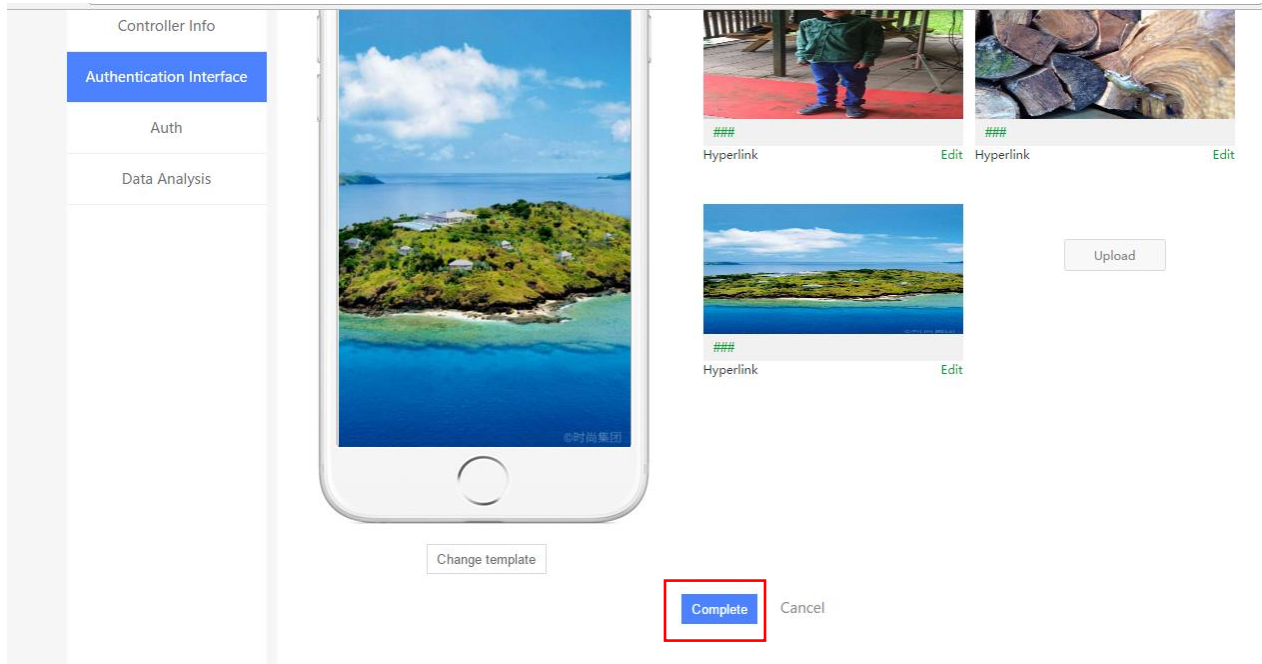 Controller Info
Authentication Interface
Auth
Data Analysis
©时尚集团
Change template
###
Hyperlink Edit
###
Hyperlink Edit
###
Hyperlink Edit
Upload
Complete Cancel